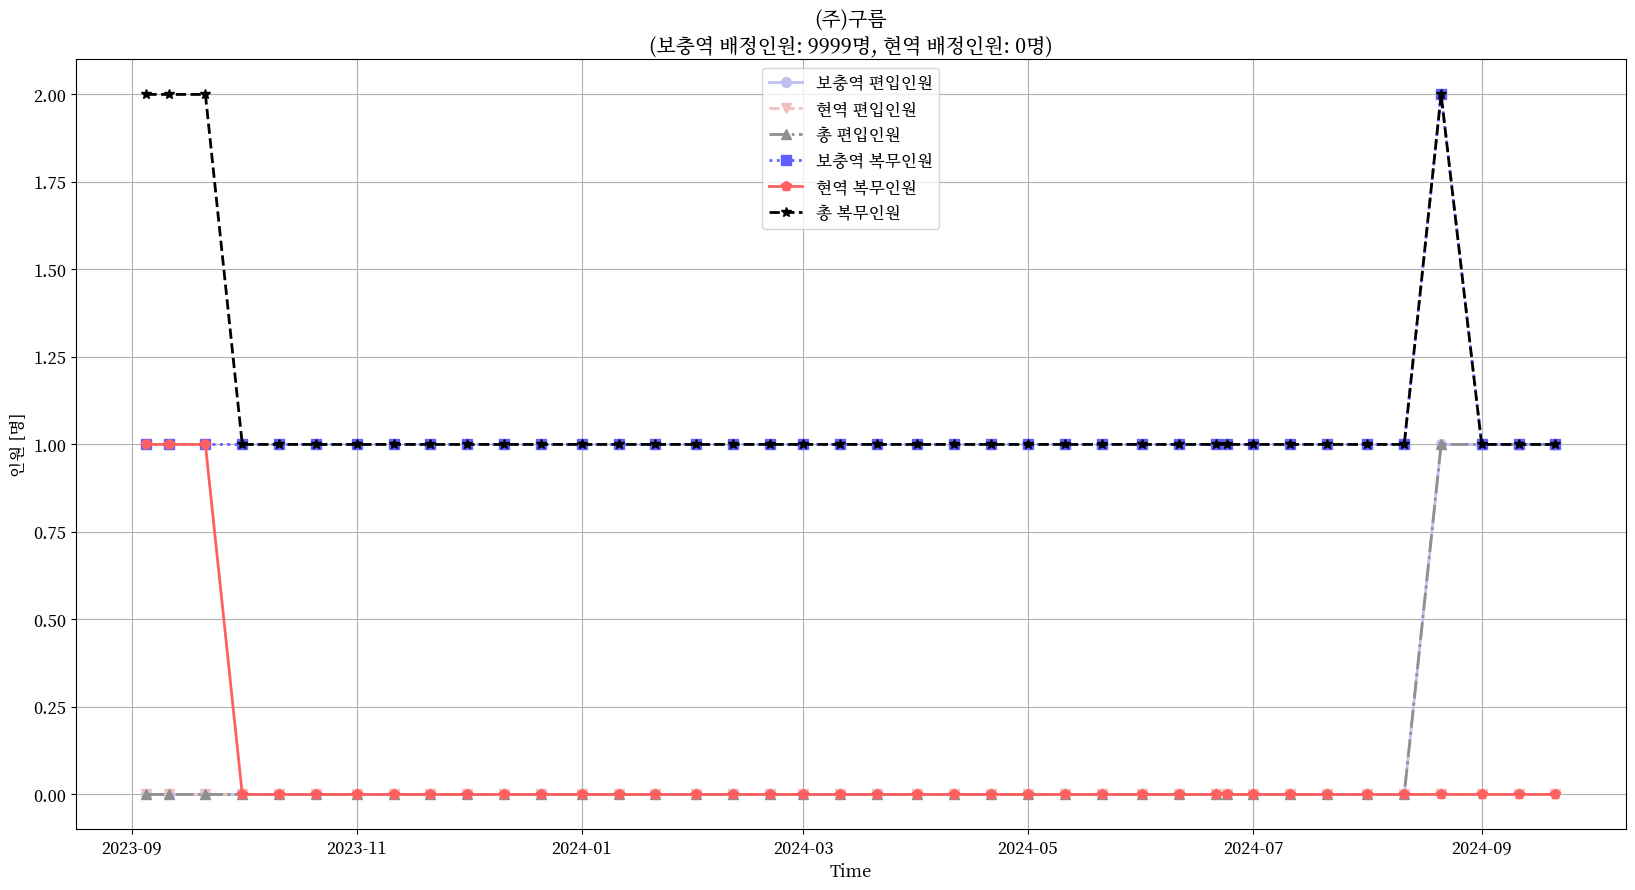 (주)구름
(보충역 배정인원: 9999명, 현역 배정인원: 0명)
보충역 편입인원
현역 편입인원
총 편입인원
보충역 복무인원
현역 복무인원
총 복무인원
2.00
1.75
1.50
1.25
1.00
0.75
0.50
0.25
0.00
인원 [명]
2023-09 2023-11 2024-01 2024-03 2024-05 2024-07 2024-09
Time